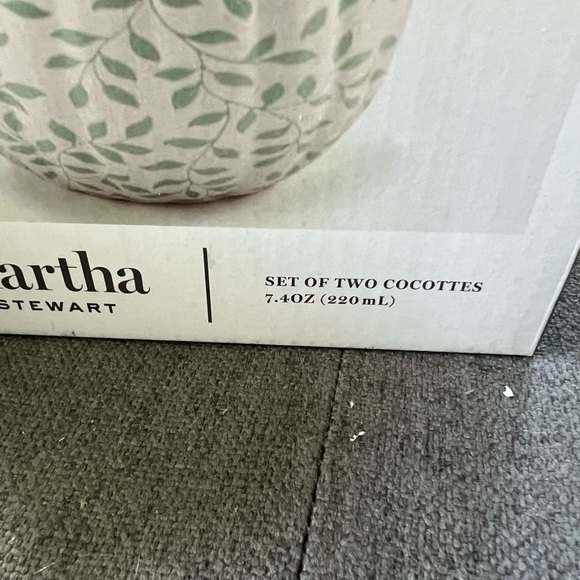 artha
STEWART
SET OF TWO COCOTTES
7.4OZ (220mL)